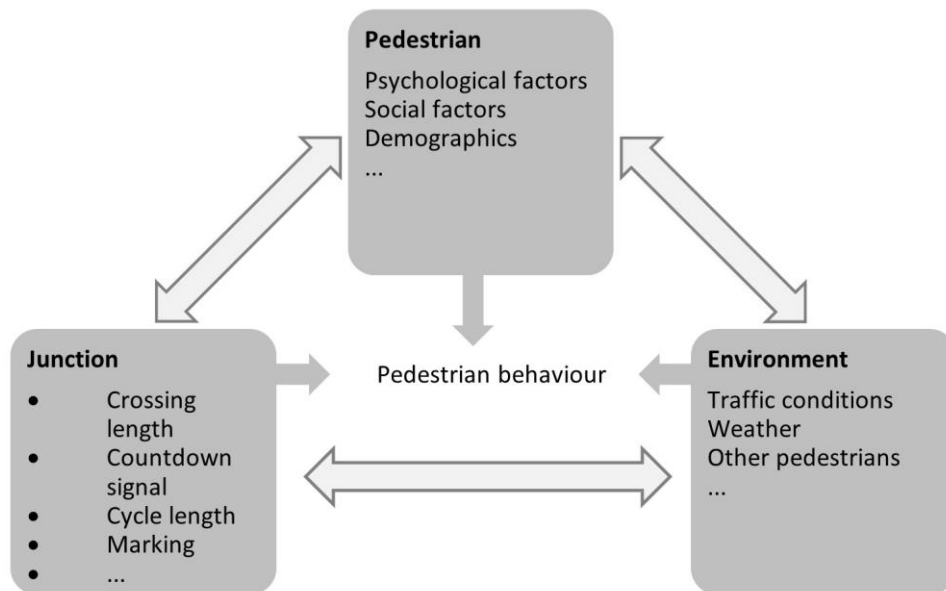 Pedestrian
Psychological factors
Social factors
Demographics
...
Junction
• Crossing
length
• Countdown
signal
• Cycle length
• Marking
• ...
Pedestrian behaviour
Environment
Traffic conditions
Weather
Other pedestrians
...